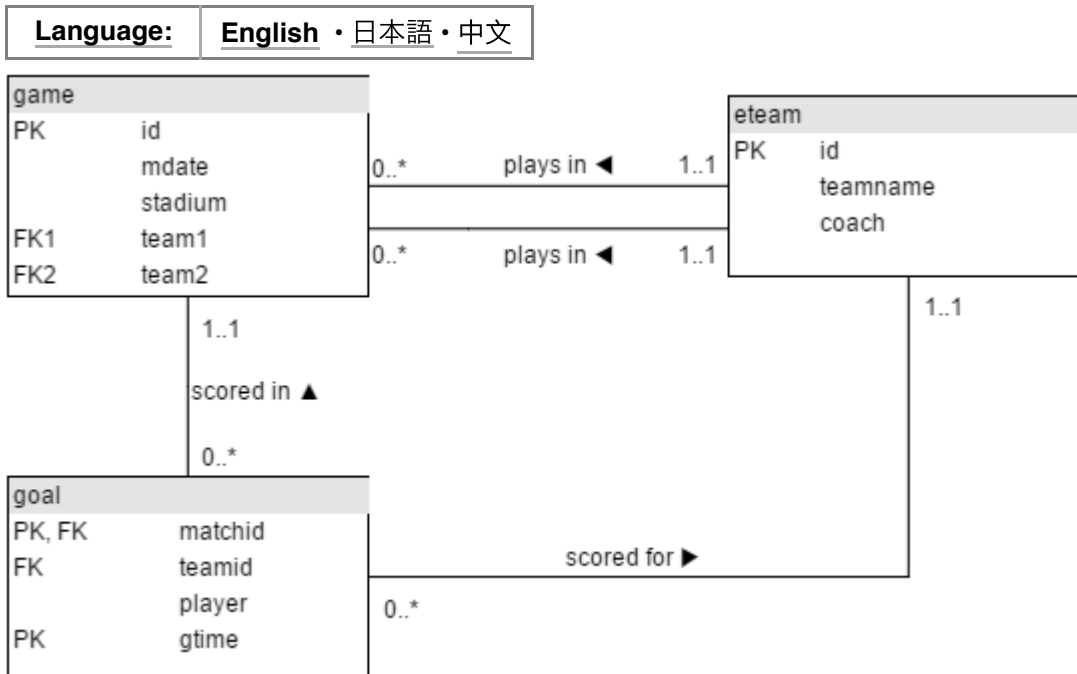 Language: English ・日本語・中文
game
PK id
mdate
stadium
FK1 team1
FK2 team2
0..* plays in ◀ 1..1
0..* plays in ◀ 1..1
eteam
PK id
teamname
coach
1..1
scored in ▲
0..*
1..1
goal
PK, FK matchid
FK teamid
player
PK gtime
scored for ▶
0..*